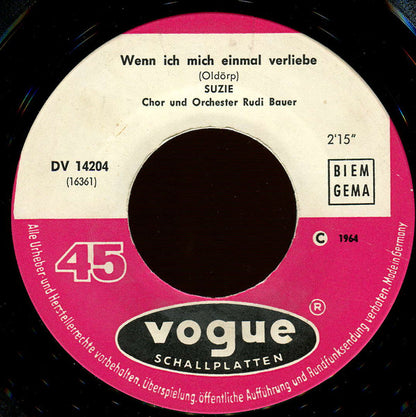 Wenn ich mich einmal verliebe
(Oldörp)
SUZIE
Chor und Orchester Rudi Bauer
2'15"
DV 14204
(16361)
BIEM
GEMA
C 1964
45
®
vogue
SCHALLPLATTEN
Alle Urheber- und Herstellerrechte vorbehalten. Überspielung, öffentliche Aufführung und Rundfunksendung verboten. Made in Germany